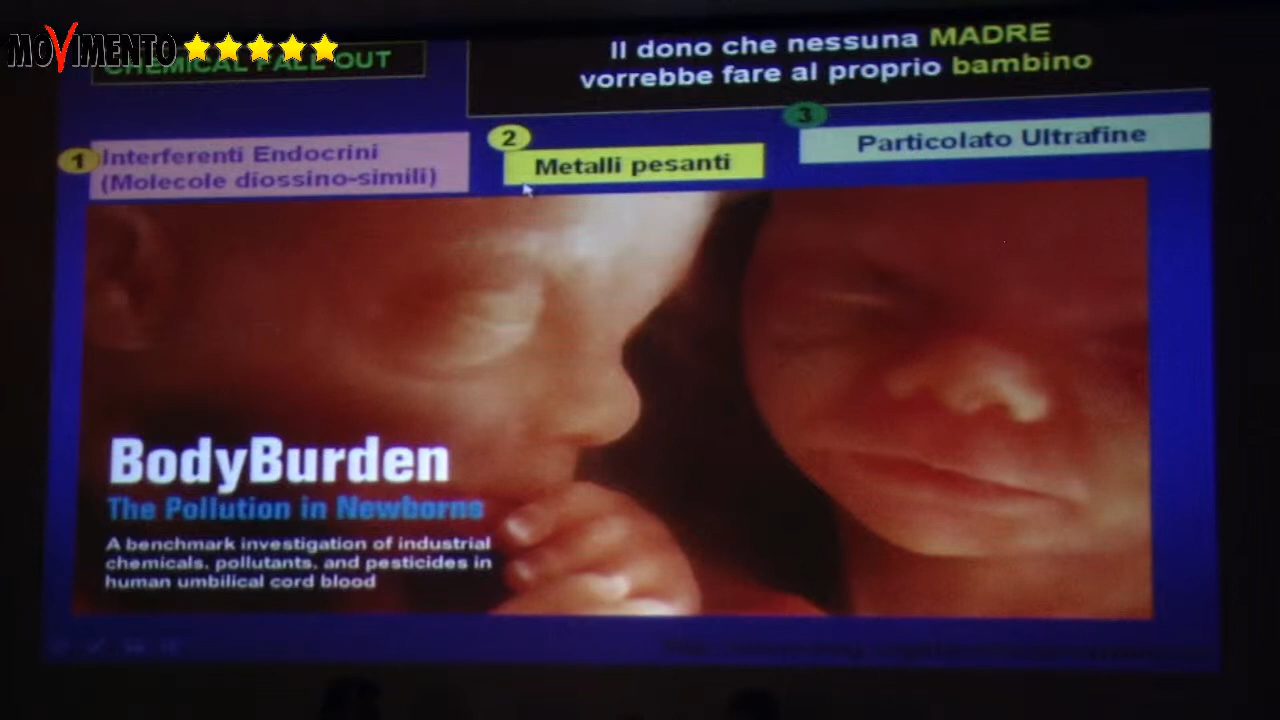 MOVIMENTO
CHEMICAL FALL OUT
Il dono che nessuna MADRE
vorrebbe fare al proprio bambino
1
Interferenti Endocrini
(Molecole diossino-simili)
2
Metalli pesanti
3
Particolato Ultrafine
BodyBurden
The Pollution in Newborns
A benchmark investigation of industrial
chemicals, pollutants, and pesticides in
human umbilical cord blood